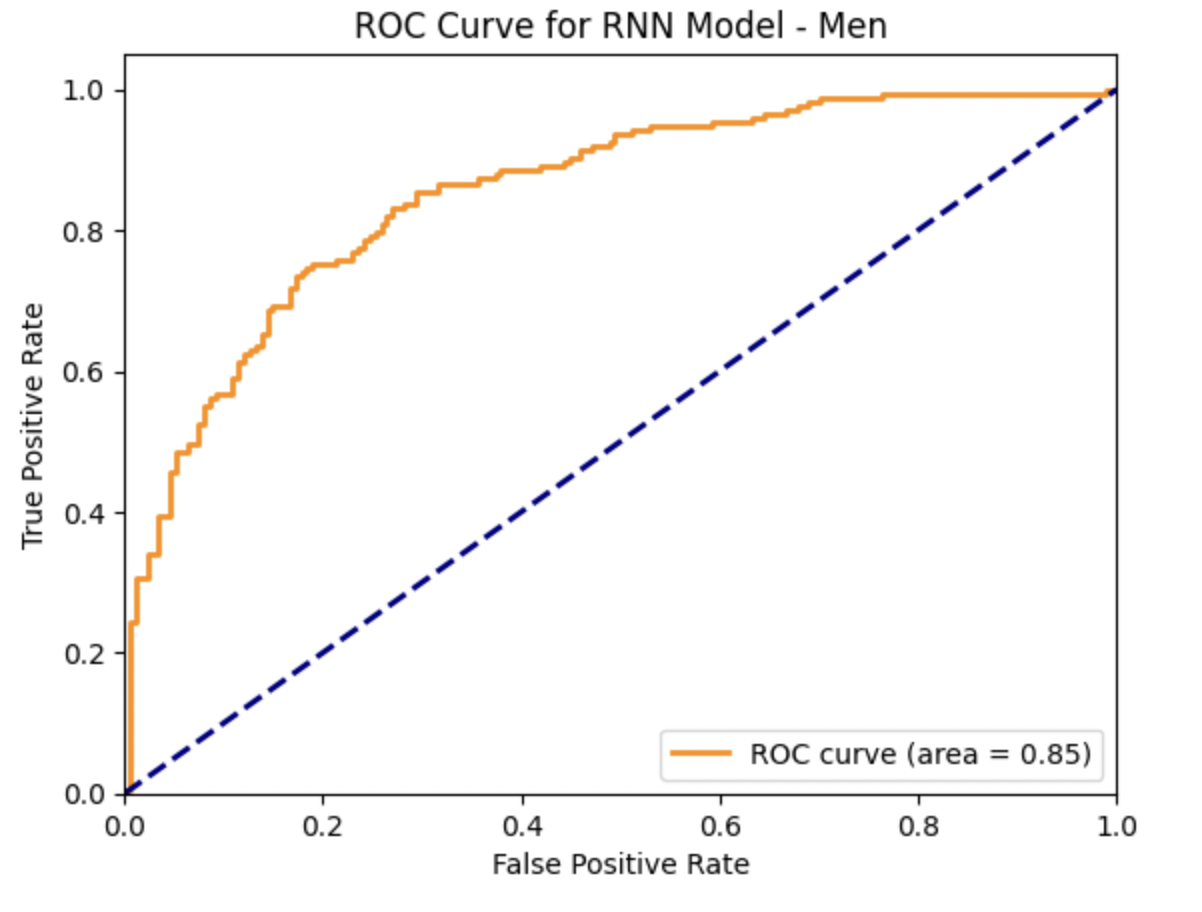 ROC Curve for RNN Model - Men
True Positive Rate
1.0
0.8
0.6
0.4
0.2
0.0
ROC curve (area = 0.85)
0.0 0.2 0.4 0.6 0.8 1.0
False Positive Rate